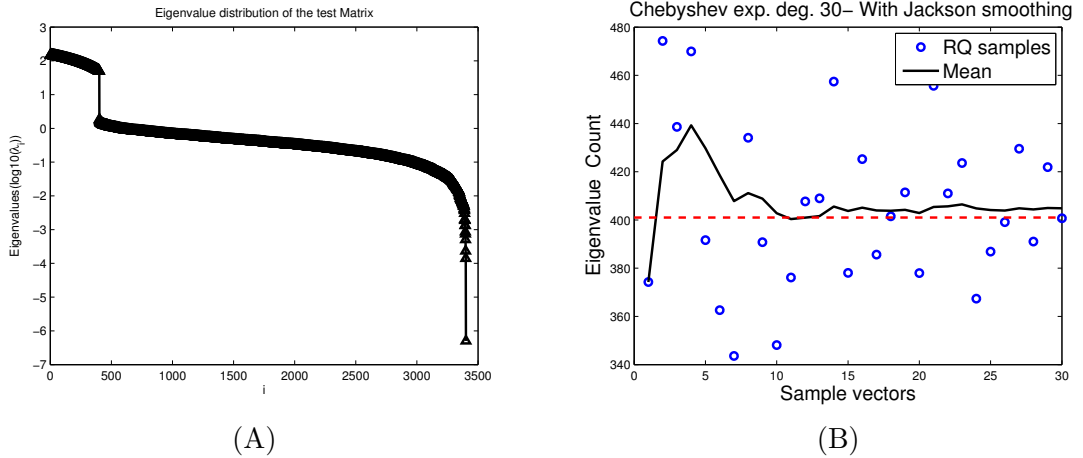 Eigenvalue distribution of the test Matrix
3
2
1
0
−1
−2
−3
−4
−5
−6
−7
Eigenvalues(log10(λi))
0 500 1000 1500 2000 2500 3000 3500
i
(A)
Chebyshev exp. deg. 30− With Jackson smoothing
480
460
440
420
400
380
360
340
Eigenvalue Count
RQ samples
Mean
0 5 10 15 20 25 30
Sample vectors
(B)